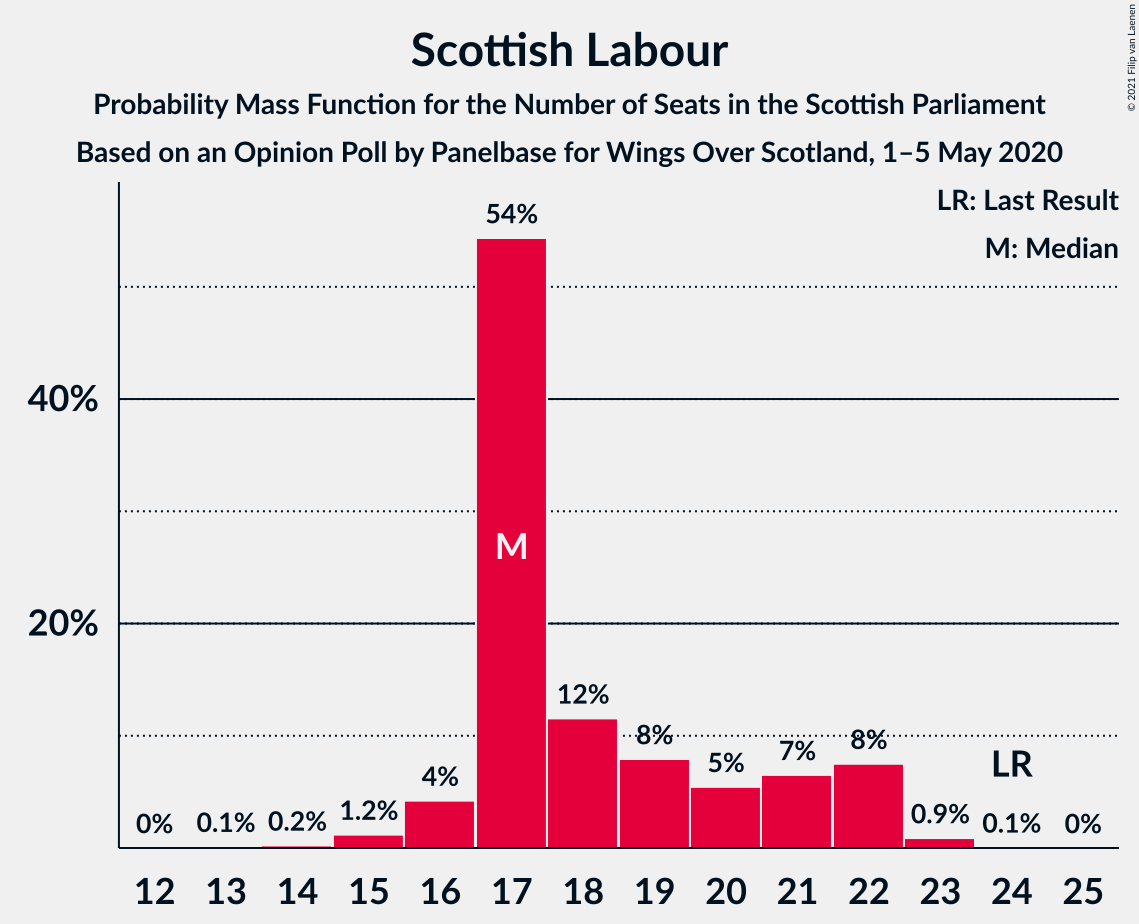 Scottish Labour
Probability Mass Function for the Number of Seats in the Scottish Parliament
Based on an Opinion Poll by Panelbase for Wings Over Scotland, 1–5 May 2020
© 2021 Filip van Laenen
LR: Last Result
M: Median
54%
40%
M
20%
12%
8%
8%
7%
5%
4%
LR
1.2%
0.9%
0% 0.1% 0.2% 0.1% 0%
12 13 14 15 16 17 18 19 20 21 22 23 24 25